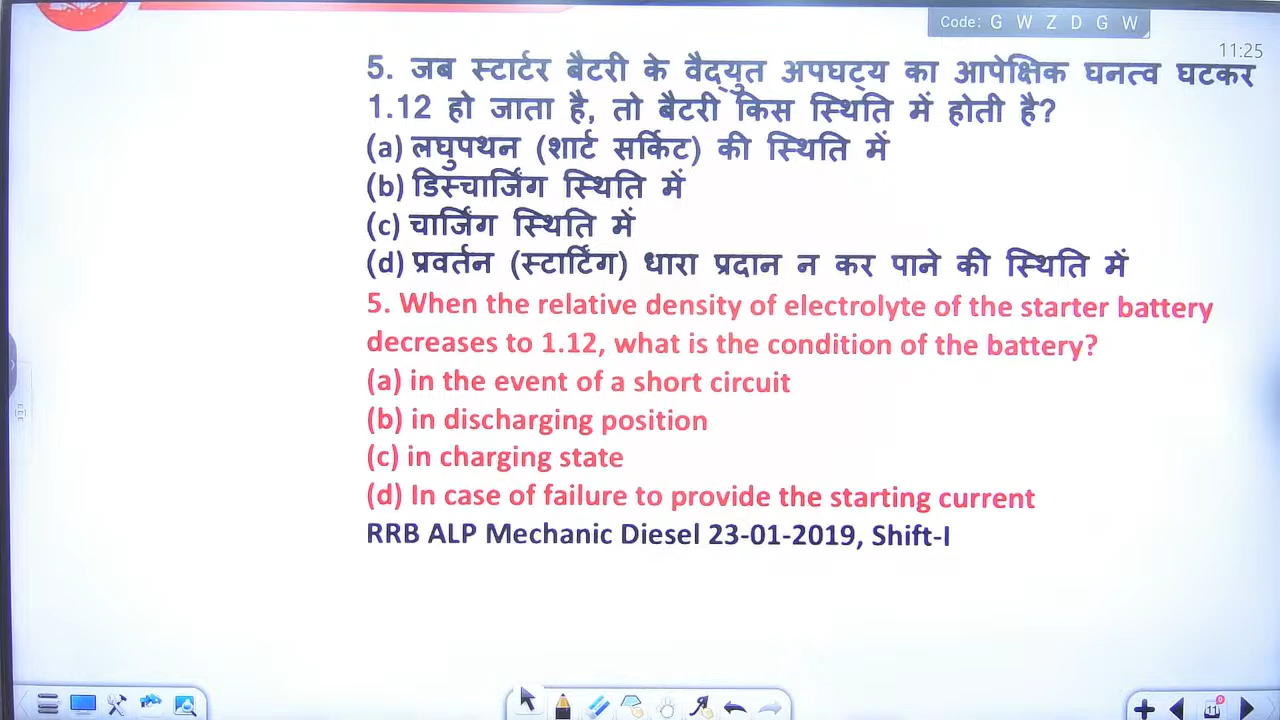 Code: G W Z D G W
11:25
5. जब स्टार्टर बैटरी के वैद्युत अपघट्य का आपेक्षिक घनत्व घटकर
1.12 हो जाता है, तो बैटरी किस स्थिति में होती है?
(a) लघुपथन (शार्ट सर्किट) की स्थिति में
(b) डिस्चार्जिंग स्थिति में
(c) चार्जिंग स्थिति में
(d) प्रवर्तन (स्टार्टिंग) धारा प्रदान न कर पाने की स्थिति में
5. When the relative density of electrolyte of the starter battery
decreases to 1.12, what is the condition of the battery?
(a) in the event of a short circuit
(b) in discharging position
(c) in charging state
(d) In case of failure to provide the starting current
RRB ALP Mechanic Diesel 23-01-2019, Shift-I
11